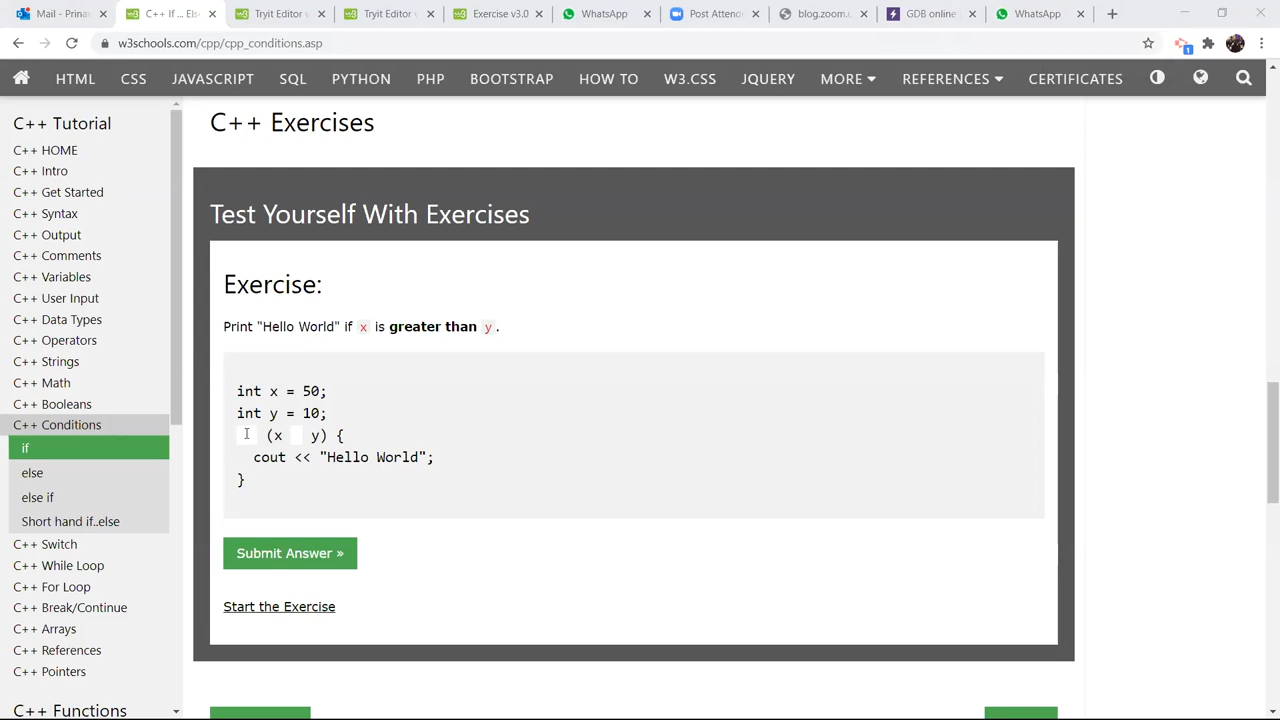 Mail - Prinav
C++ If ... Els
Tryit Editor v
Tryit Editor
Exercise v3.0
WhatsApp
Post Attend
blog.zoom.u
GDB online
WhatsApp
w3schools.com/cpp/cpp_conditions.asp
1
HTML CSS JAVASCRIPT SQL PYTHON PHP BOOTSTRAP HOW TO W3.CSS JQUERY MORE REFERENCES CERTIFICATES
C++ Tutorial
C++ HOME
C++ Intro
C++ Get Started
C++ Syntax
C++ Output
C++ Comments
C++ Variables
C++ User Input
C++ Data Types
C++ Operators
C++ Strings
C++ Math
C++ Booleans
C++ Conditions
if
else
else if
Short hand if..else
C++ Switch
C++ While Loop
C++ For Loop
C++ Break/Continue
C++ Arrays
C++ References
C++ Pointers
C++ Functions
C++ Exercises
Test Yourself With Exercises
Exercise:
Print "Hello World" if x is greater than y.
int x = 50;
int y = 10;
(x y) {
cout << "Hello World";
}
Submit Answer »
Start the Exercise